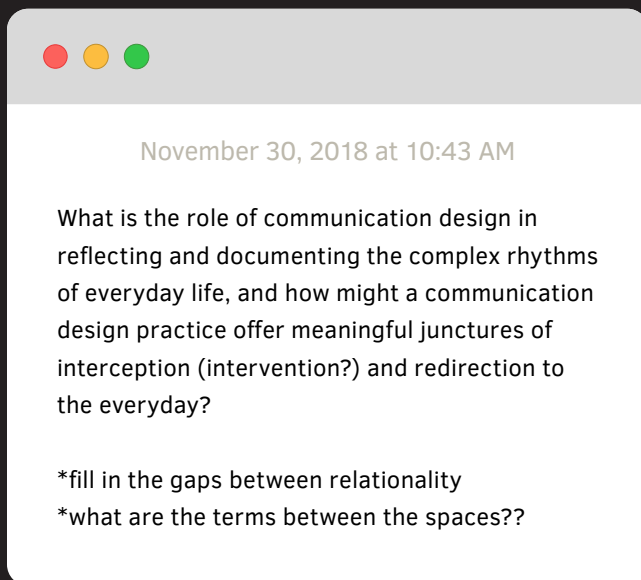 November 30, 2018 at 10:43 AM
What is the role of communication design in
reflecting and documenting the complex rhythms
of everyday life, and how might a communication
design practice offer meaningful junctures of
interception (intervention?) and redirection to
the everyday?
*fill in the gaps between relationality
*what are the terms between the spaces??